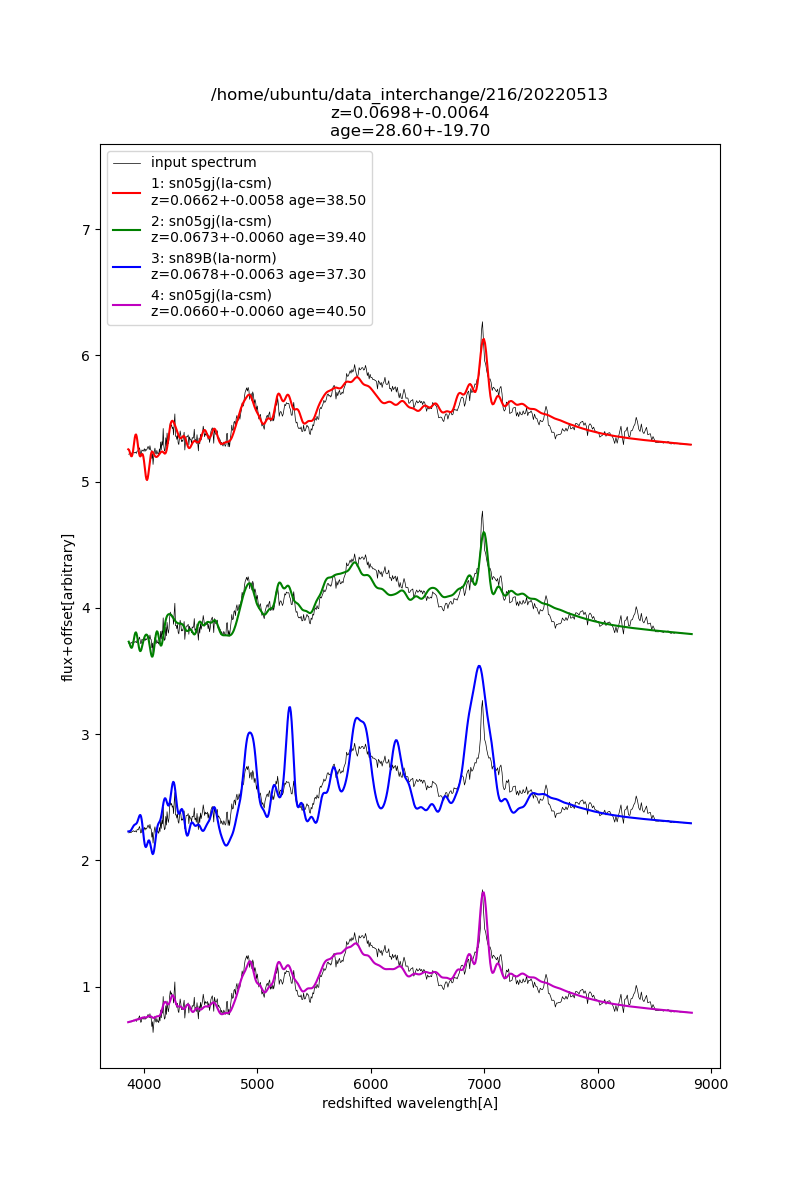 /home/ubuntu/data_interchange/216/20220513
z=0.0698+-0.0064
age=28.60+-19.70
input spectrum
1: sn05gj(Ia-csm)
z=0.0662+-0.0058 age=38.50
2: sn05gj(Ia-csm)
z=0.0673+-0.0060 age=39.40
3: sn89B(Ia-norm)
z=0.0678+-0.0063 age=37.30
4: sn05gj(Ia-csm)
z=0.0660+-0.0060 age=40.50
7
6
5
4
3
2
1
flux+offset[arbitrary]
4000 5000 6000 7000 8000 9000
redshifted wavelength[A]